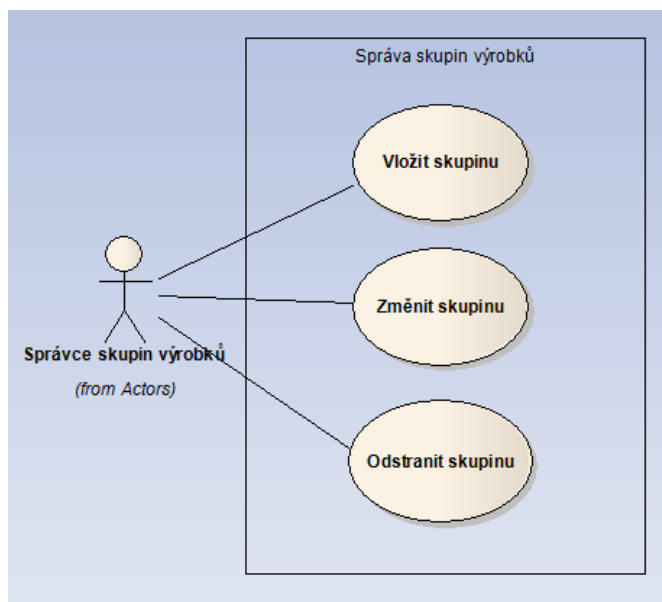 Správa skupin výrobků
Vložit skupinu
Změnit skupinu
Správce skupin výrobků
(from Actors)
Odstranit skupinu